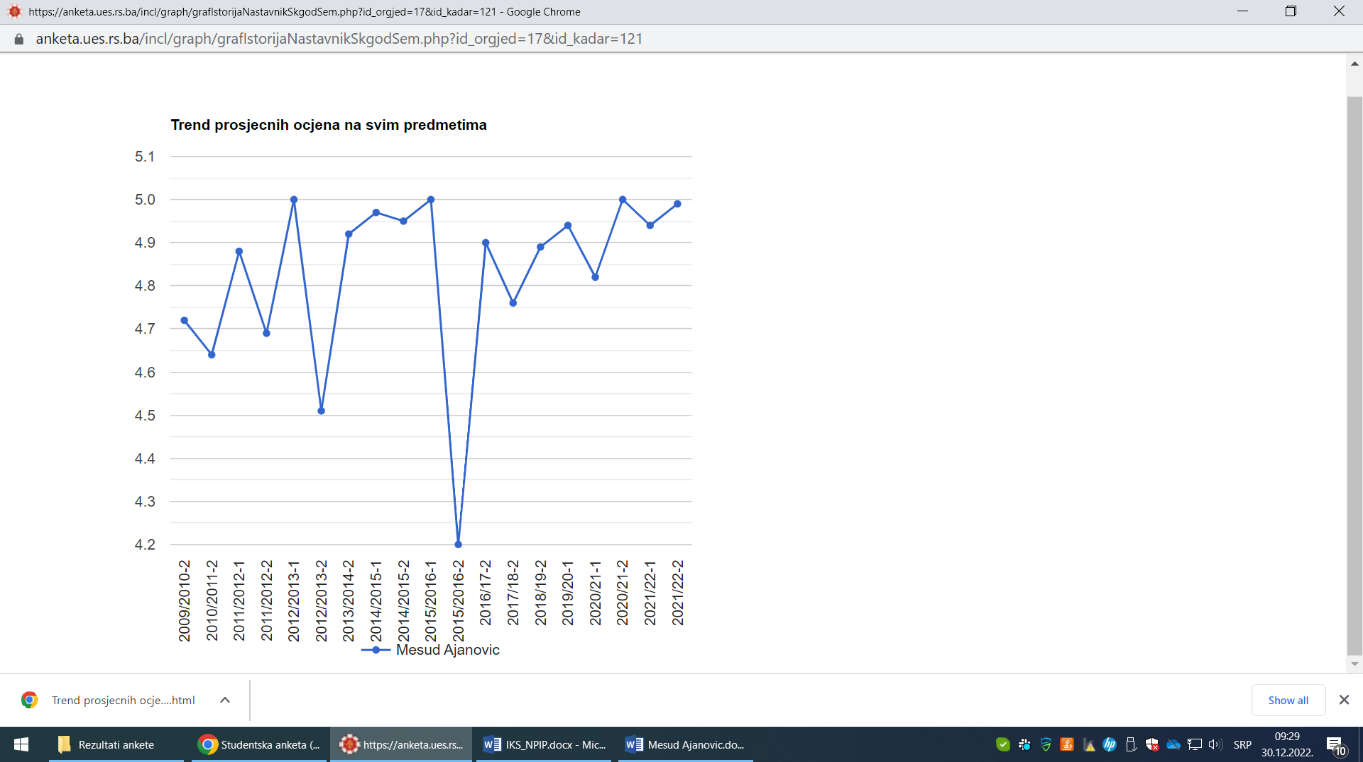 https://anketa.ues.rs.ba/incl/graph/grafIstorijaNastavnikSkgodSem.php?id_orgjed=17&id_kadar=121 - Google Chrome
anketa.ues.rs.ba/incl/graph/grafIstorijaNastavnikSkgodSem.php?id_orgjed=17&id_kadar=121
Trend prosjecnih ocjena na svim predmetima
5.1
5.0
4.9
4.8
4.7
4.6
4.5
4.4
4.3
4.2
2009/2010-2
2010/2011-2
2011/2012-1
2011/2012-2
2012/2013-1
2012/2013-2
2013/2014-2
2014/2015-1
2014/2015-2
2015/2016-1
2015/2016-2
2016/17-2
2017/18-2
2018/19-2
2019/20-1
2020/21-1
2020/21-2
2021/22-1
2021/22-2
Mesud Ajanovic
Trend prosjecnih ocje....html
Show all
Rezultati ankete
Studentska anketa (...
https://anketa.ues.rs...
IKS_NPIP.docx - Mic...
Mesud Ajanovic.do...
SRP
09:29
30.12.2022.
10